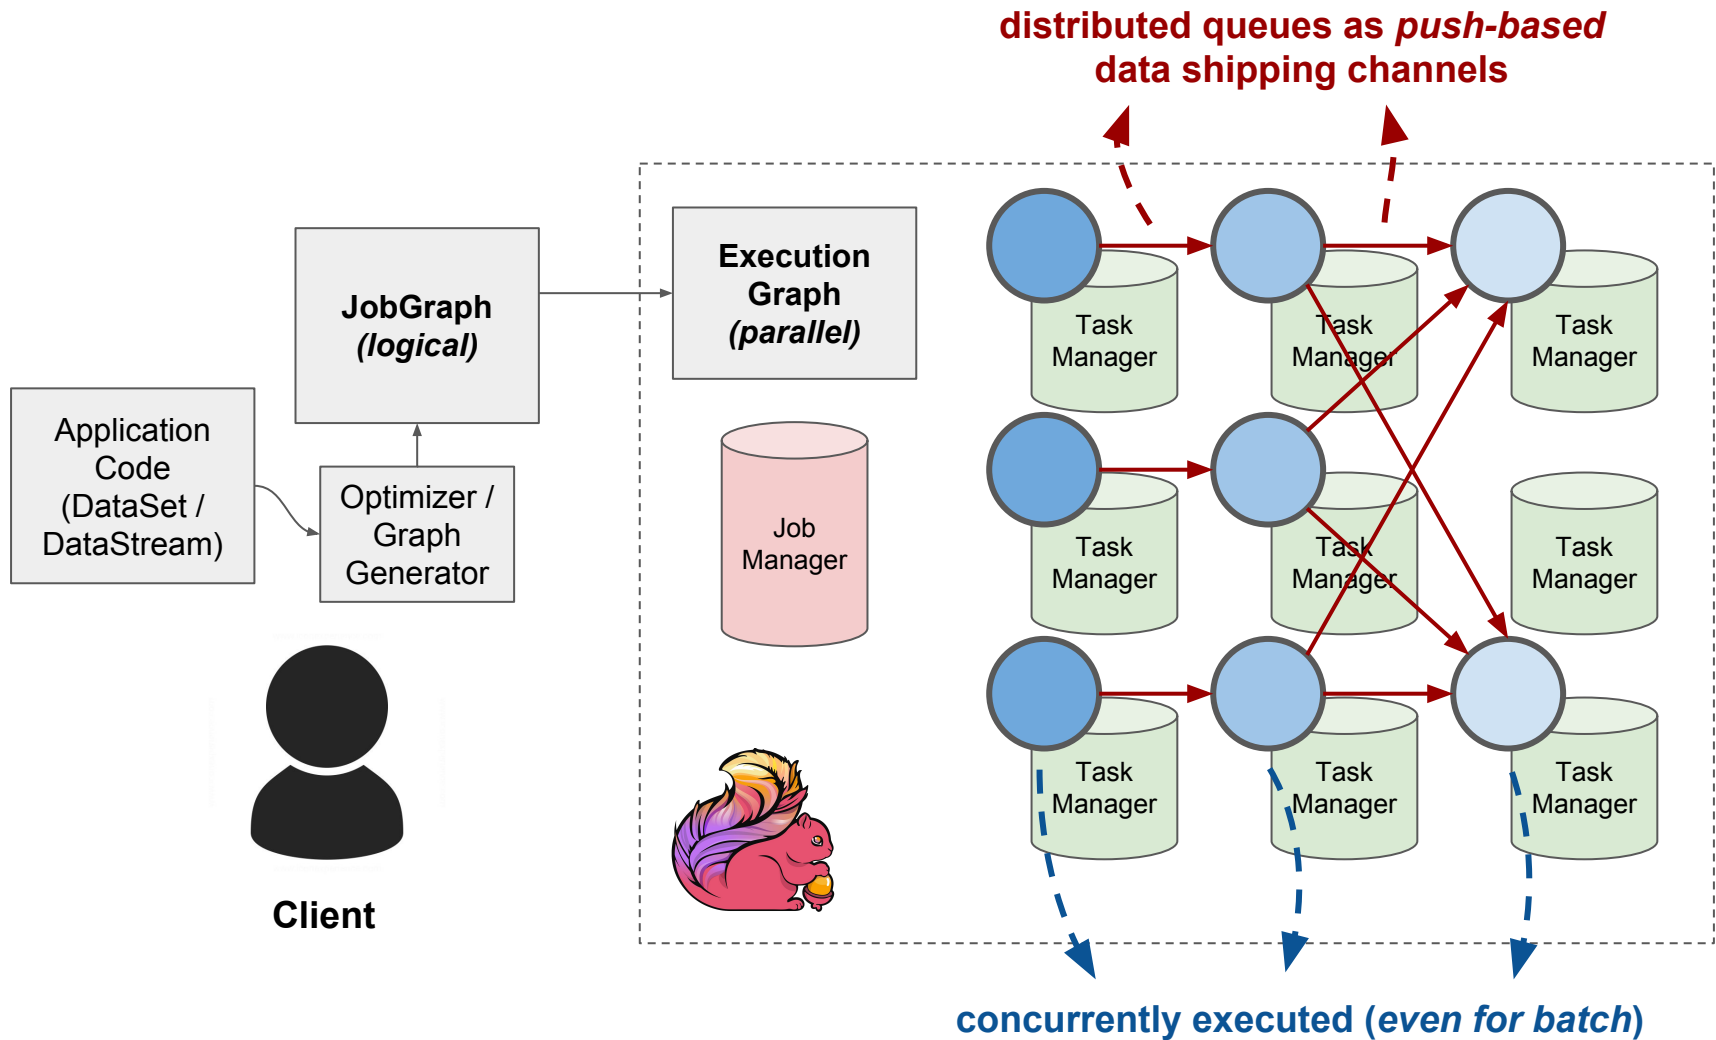 distributed queues as push-based
data shipping channels
Execution
Graph
(parallel)
JobGraph
(logical)
Application
Code
(DataSet /
DataStream)
Optimizer /
Graph
Generator
Job
Manager
Client
Task
Manager
Task
Manager
Task
Manager
Task
Manager
Task
Manager
Task
Manager
Task
Manager
Task
Manager
Task
Manager
concurrently executed (even for batch)